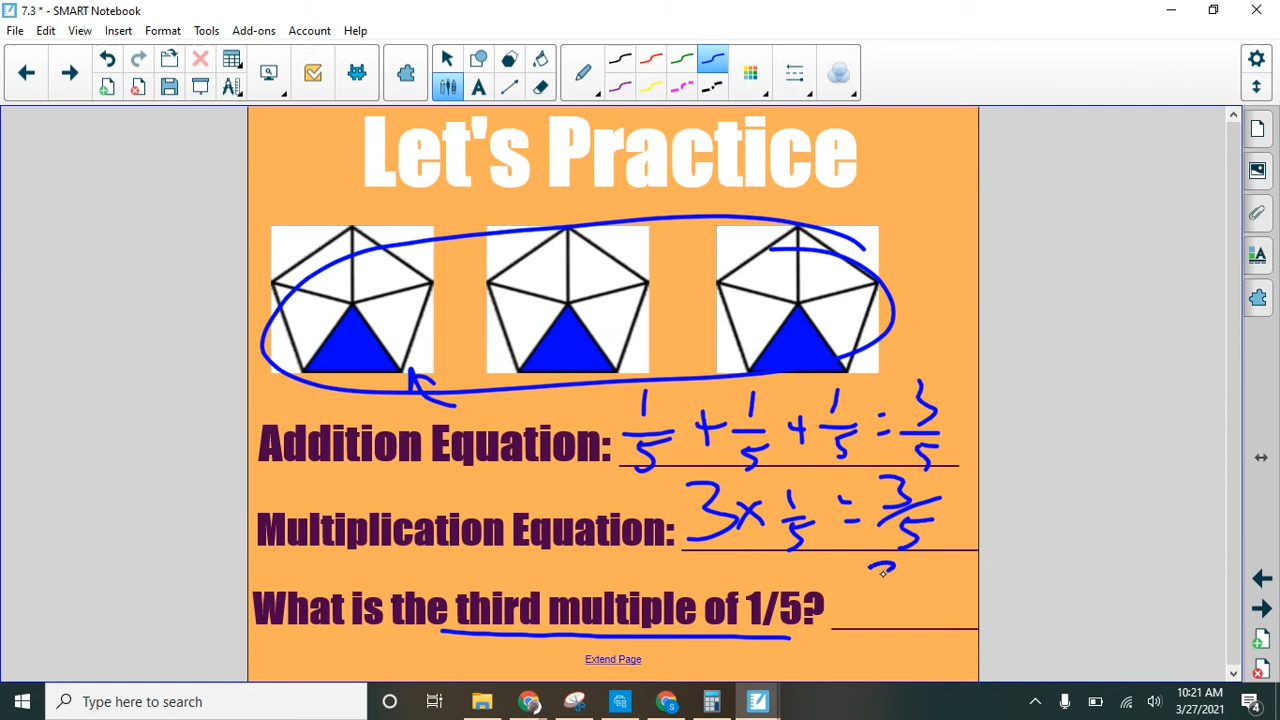 7.3 * - SMART Notebook
File Edit View Insert Format Tools Add-ons Account Help
Let's Practice
Addition Equation: 1/5 + 1/5 + 1/5 = 3/5
Multiplication Equation: 3 x 1/5 = 3/5
What is the third multiple of 1/5?
Extend Page
Type here to search
10:21 AM
3/27/2021
4